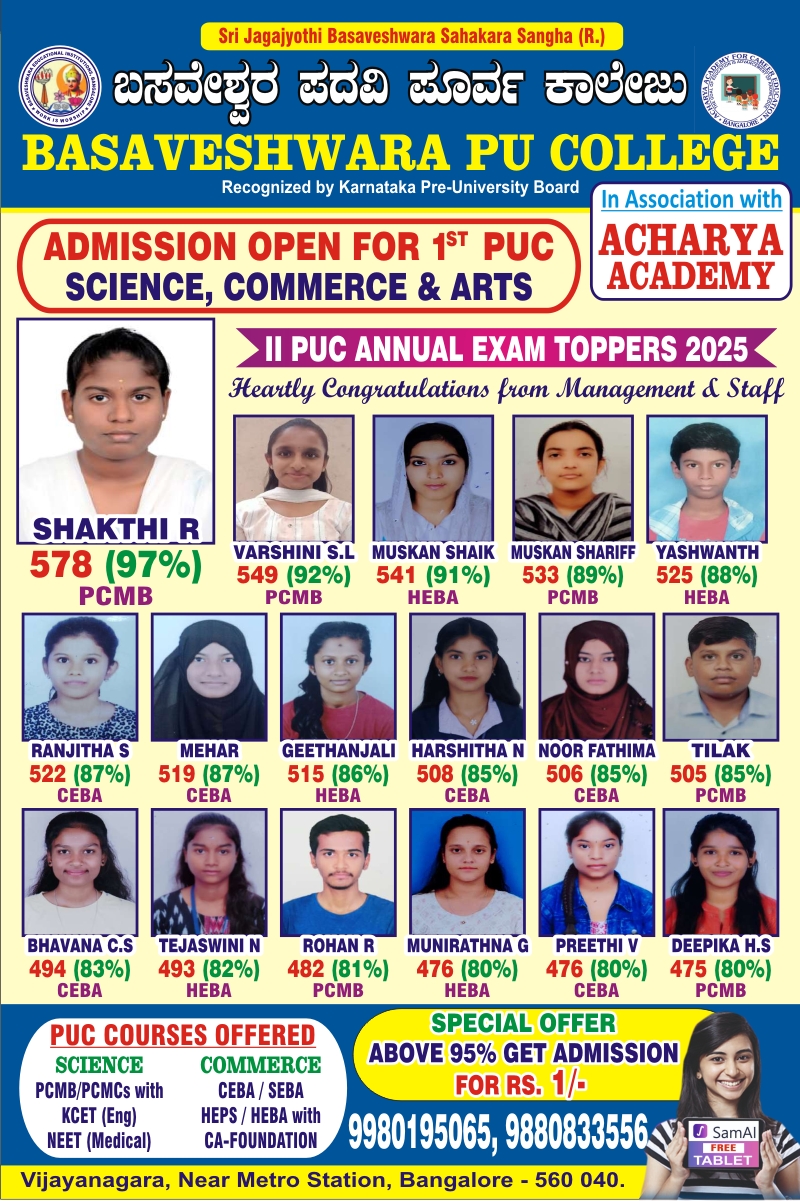 Sri Jagajyothi Basaveshwara Sahakara Sangha (R.)
ಬಸವೇಶ್ವರ ಪದವಿ ಪೂರ್ವ ಕಾಲೇಜು
BASAVESHWARA PU COLLEGE
Recognized by Karnataka Pre-University Board
In Association with
ACHARYA
ACADEMY
ADMISSION OPEN FOR 1ST PUC
SCIENCE, COMMERCE & ARTS
II PUC ANNUAL EXAM TOPPERS 2025
Heartly Congratulations from Management & Staff
SHAKTHI R
578 (97%)
PCMB
VARSHINI S.L MUSKAN SHAIK MUSKAN SHARIFF YASHWANTH
549 (92%) 541 (91%) 533 (89%) 525 (88%)
PCMB HEBA PCMB HEBA
RANJITHA S MEHAR GEETHANJALI HARSHITHA N NOOR FATHIMA TILAK
522 (87%) 519 (87%) 515 (86%) 508 (85%) 506 (85%) 505 (85%)
CEBA CEBA HEBA CEBA CEBA PCMB
BHAVANA C.S TEJASWINI N ROHAN R MUNIRATHNA G PREETHI V DEEPIKA H.S
494 (83%) 493 (82%) 482 (81%) 476 (80%) 476 (80%) 475 (80%)
CEBA HEBA PCMB HEBA CEBA PCMB
PUC COURSES OFFERED
SCIENCE
PCMB/PCMCs with
KCET (Eng)
NEET (Medical)
COMMERCE
CEBA / SEBA
HEPS / HEBA with
CA-FOUNDATION
SPECIAL OFFER
ABOVE 95% GET ADMISSION
FOR RS. 1/-
9980195065, 9880833556
SamAI
FREE
TABLET
Vijayanagara, Near Metro Station, Bangalore - 560 040.